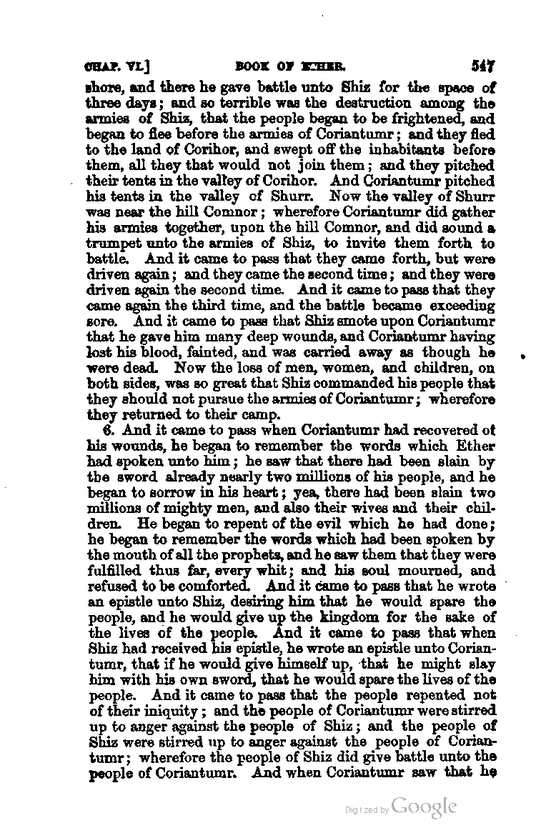 CHAP. VI.] BOOK OF ETHER. 547
shore, and there he gave battle unto Shiz for the space of
three days; and so terrible was the destruction among the
armies of Shiz, that the people began to be frightened, and
began to flee before the armies of Coriantumr; and they fled
to the land of Corihor, and swept off the inhabitants before
them, all they that would not join them; and they pitched
their tents in the valley of Corihor. And Coriantumr pitched
his tents in the valley of Shurr. Now the valley of Shurr
was near the hill Comnor; wherefore Coriantumr did gather
his armies together, upon the hill Comnor, and did sound a
trumpet unto the armies of Shiz, to invite them forth to
battle. And it came to pass that they came forth, but were
driven again; and they came the second time; and they were
driven again the second time. And it came to pass that they
came again the third time, and the battle became exceeding
sore. And it came to pass that Shiz smote upon Coriantumr
that he gave him many deep wounds, and Coriantumr having
lost his blood, fainted, and was carried away as though he
were dead. Now the loss of men, women, and children, on
both sides, was so great that Shiz commanded his people that
they should not pursue the armies of Coriantumr; wherefore
they returned to their camp.
6. And it came to pass when Coriantumr had recovered of
his wounds, he began to remember the words which Ether
had spoken unto him; he saw that there had been slain by
the sword already nearly two millions of his people, and he
began to sorrow in his heart; yea, there had been slain two
millions of mighty men, and also their wives and their chil-
dren. He began to repent of the evil which he had done;
he began to remember the words which had been spoken by
the mouth of all the prophets, and he saw them that they were
fulfilled thus far, every whit; and his soul mourned, and
refused to be comforted. And it came to pass that he wrote
an epistle unto Shiz, desiring him that he would spare the
people, and he would give up the kingdom for the sake of
the lives of the people. And it came to pass that when
Shiz had received his epistle, he wrote an epistle unto Corian-
tumr, that if he would give himself up, that he might slay
him with his own sword, that he would spare the lives of the
people. And it came to pass that the people repented not
of their iniquity; and the people of Coriantumr were stirred
up to anger against the people of Shiz; and the people of
Shiz were stirred up to anger against the people of Corian-
tumr; wherefore the people of Shiz did give battle unto the
people of Coriantumr. And when Coriantumr saw that he
Digitized by Google